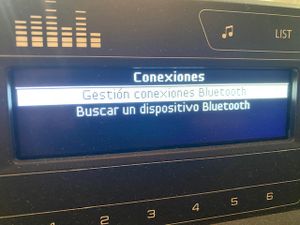 LIST
Conexiones
Gestión conexiones Bluetooth
Buscar un dispositivo Bluetooth
1 2 3 4 5 6